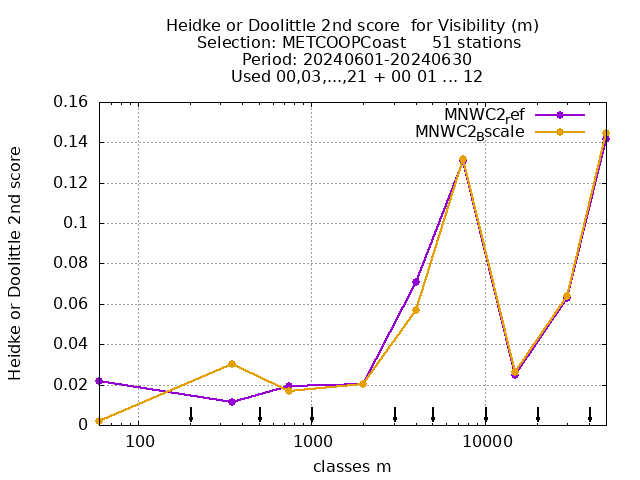 Heidke or Doolittle 2nd score  for Visibility (m)
Selection: METCOOPCoast     51 stations
Period: 20240601-20240630
Used 00,03,...,21 + 00 01 ... 12
MNWC2ref
MNWC2Bscale
0.16
0.14
0.12
0.1
0.08
0.06
0.04
0.02
0
Heidke or Doolittle 2nd score
100
1000
10000
classes m